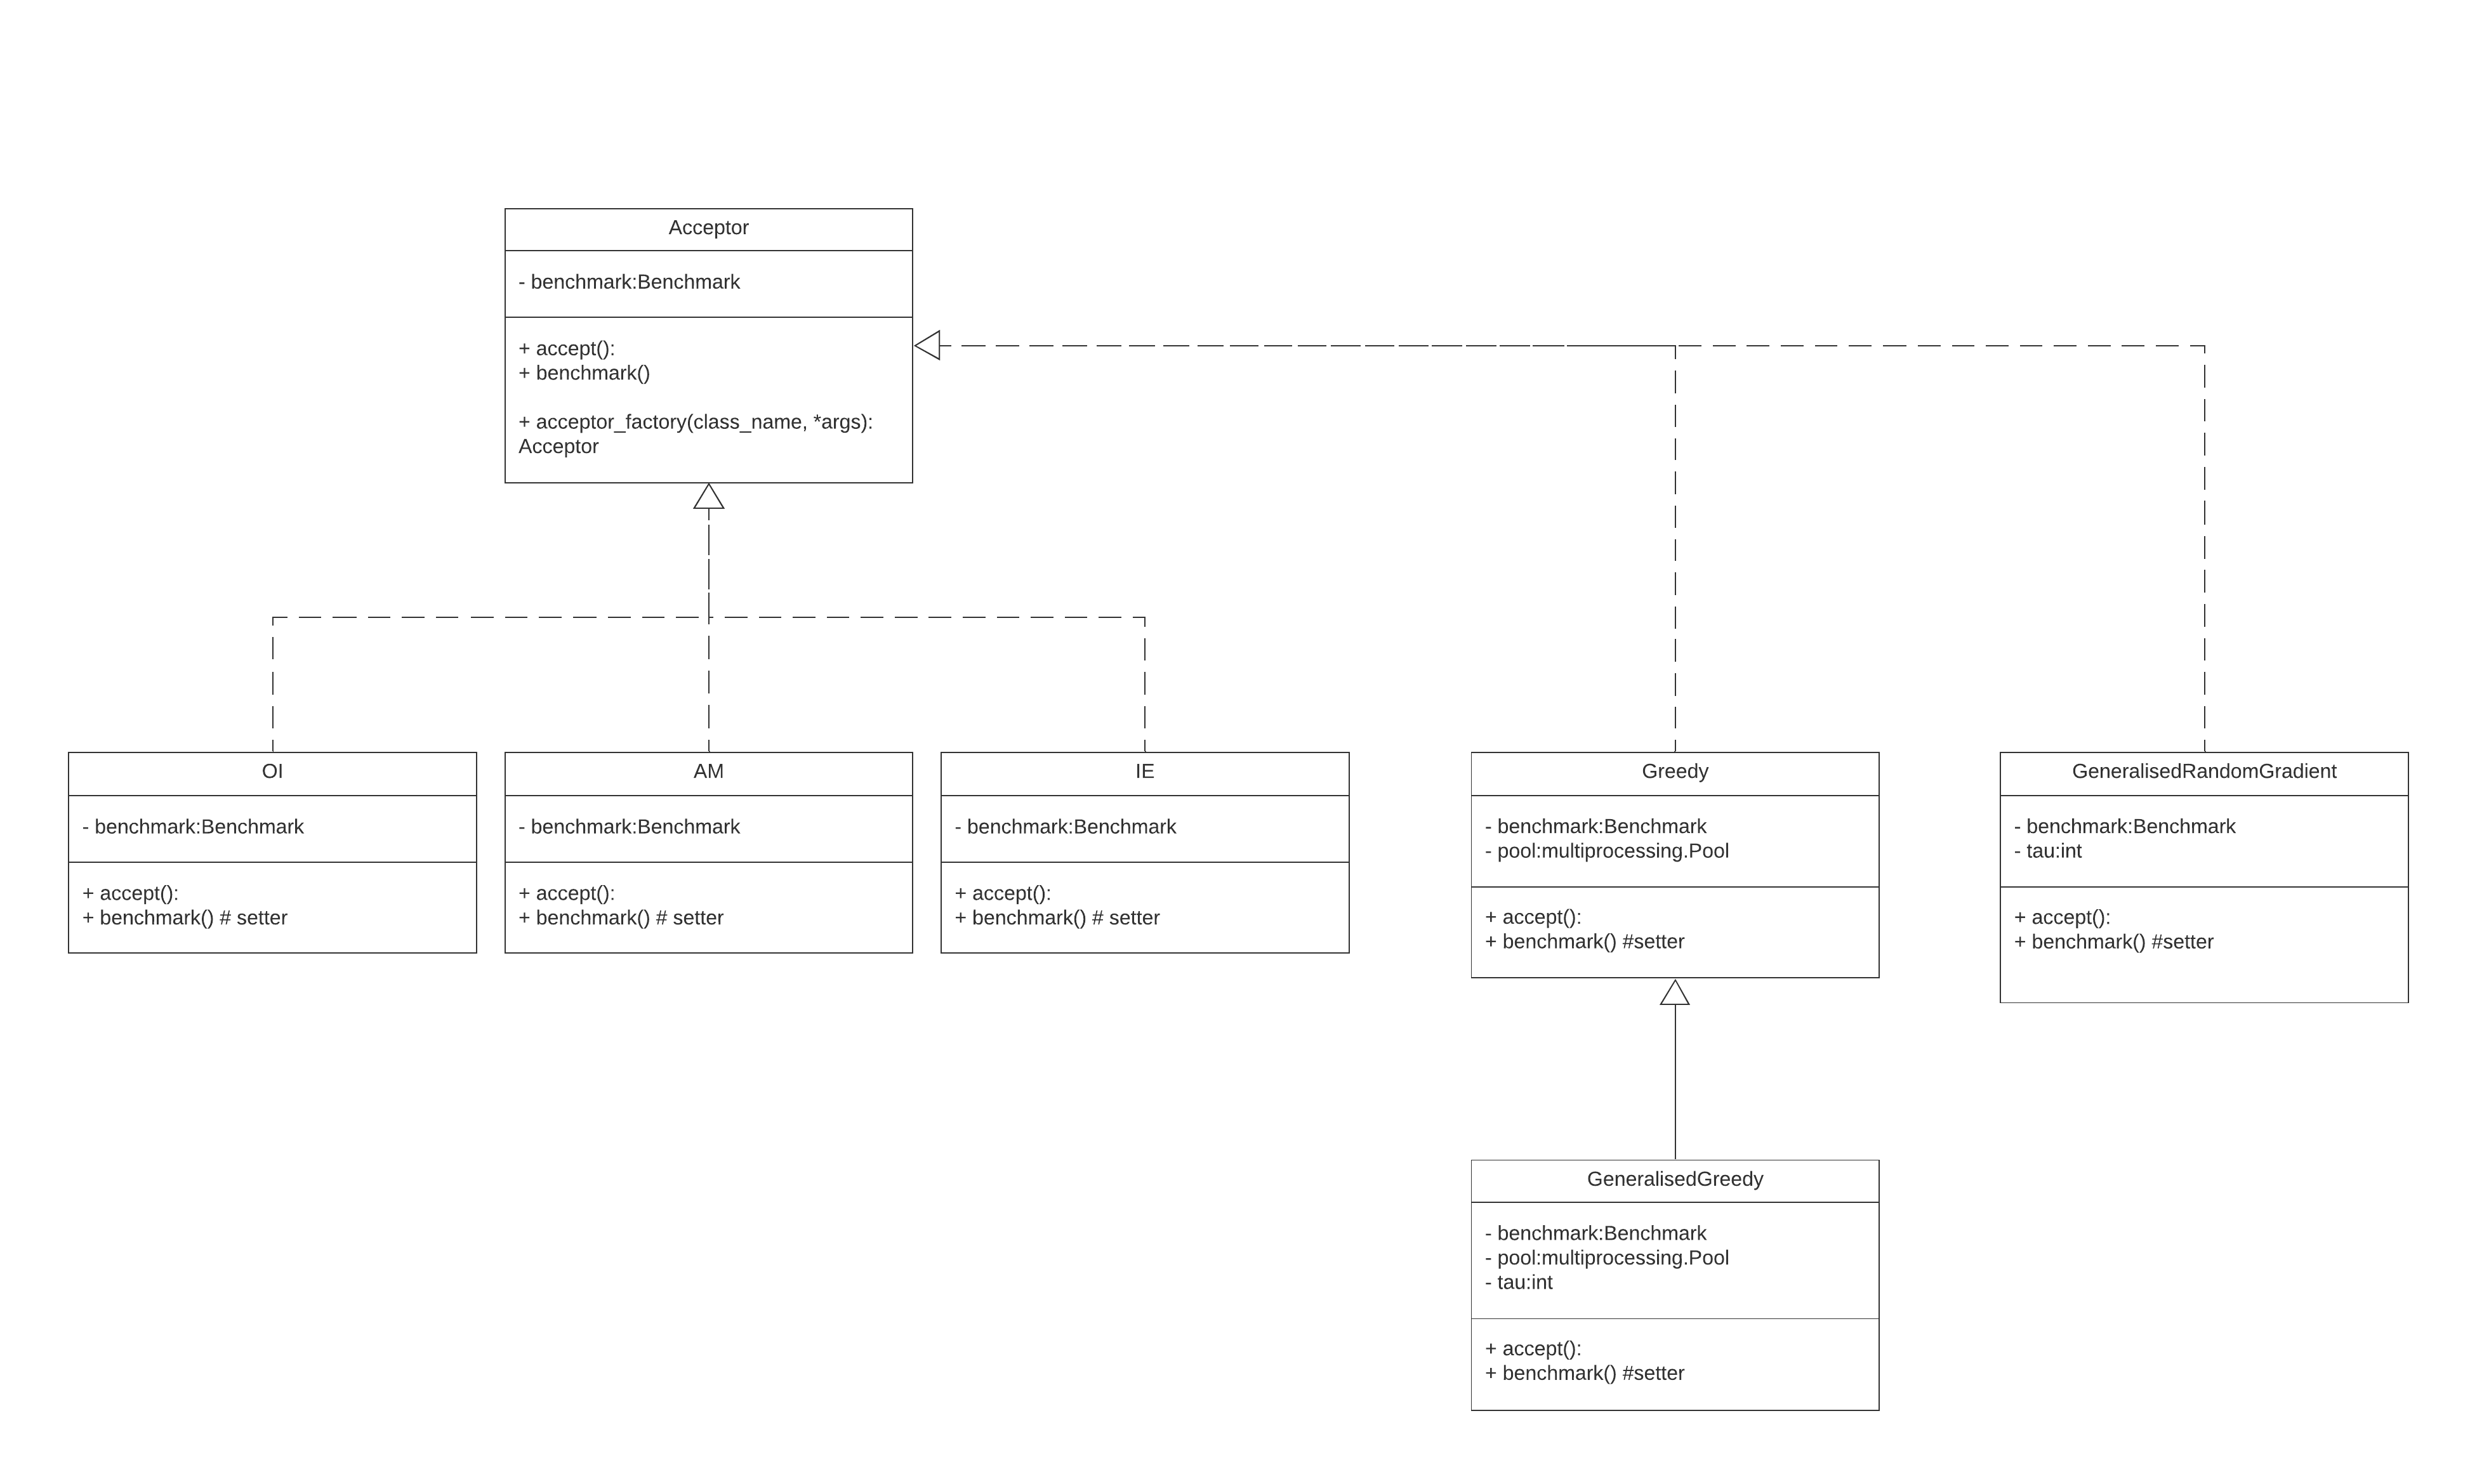 Acceptor
- benchmark:Benchmark
+ accept():
+ benchmark()
+ acceptor_factory(class_name, *args):
Acceptor
OI
- benchmark:Benchmark
+ accept():
+ benchmark() # setter
AM
- benchmark:Benchmark
+ accept():
+ benchmark() # setter
IE
- benchmark:Benchmark
+ accept():
+ benchmark() # setter
Greedy
- benchmark:Benchmark
- pool:multiprocessing.Pool
+ accept():
+ benchmark() #setter
GeneralisedRandomGradient
- benchmark:Benchmark
- tau:int
+ accept():
+ benchmark() #setter
GeneralisedGreedy
- benchmark:Benchmark
- pool:multiprocessing.Pool
- tau:int
+ accept():
+ benchmark() #setter